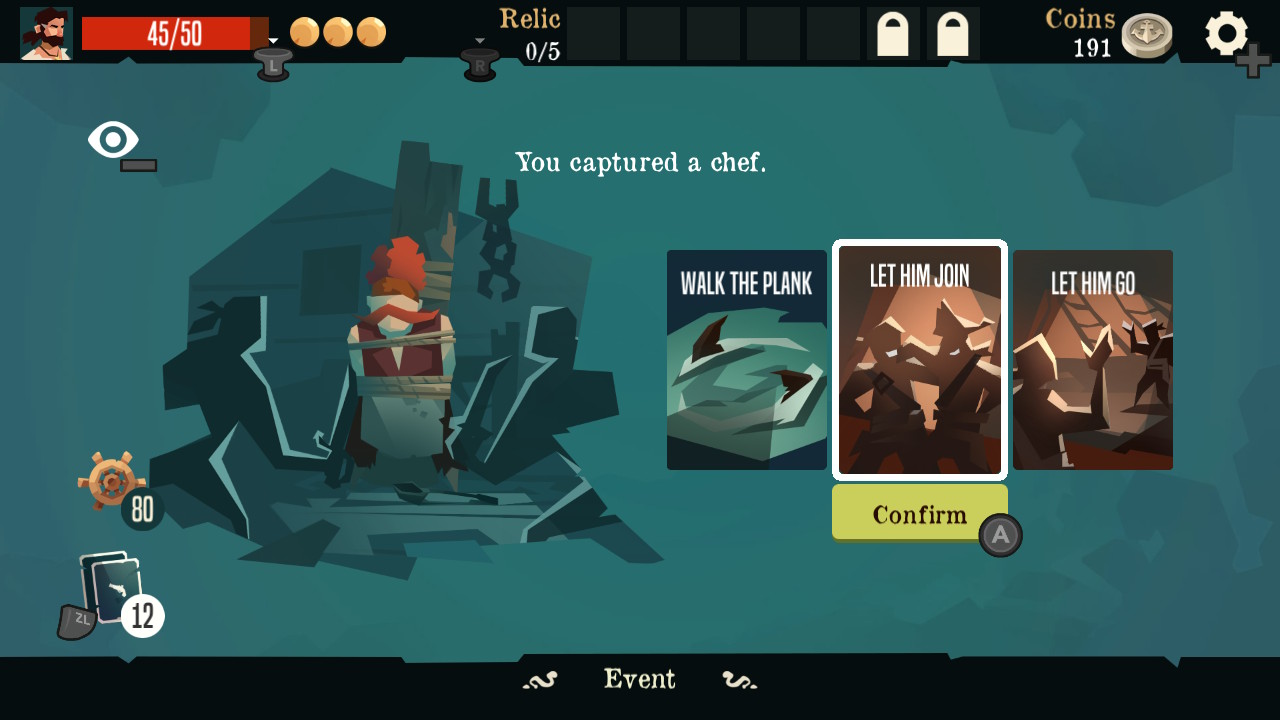 45/50
L
R
Relic
0/5
Coins
191
You captured a chef.
WALK THE PLANK
LET HIM JOIN
LET HIM GO
80
Confirm
A
ZL
12
Event